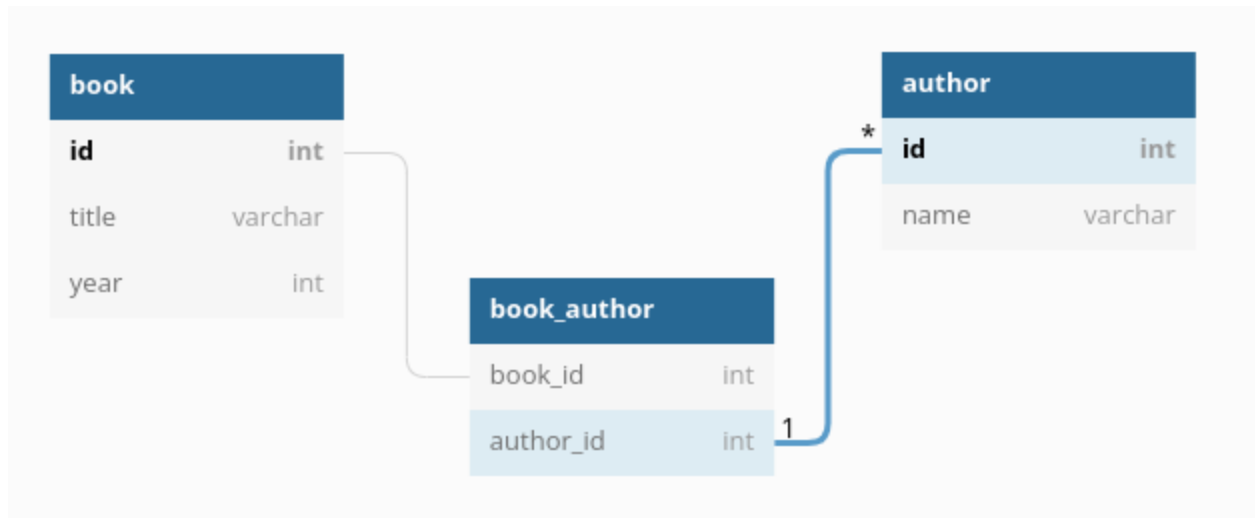 book
id int
title varchar
year int
book_author
book_id int
author_id int
1
*
author
id int
name varchar